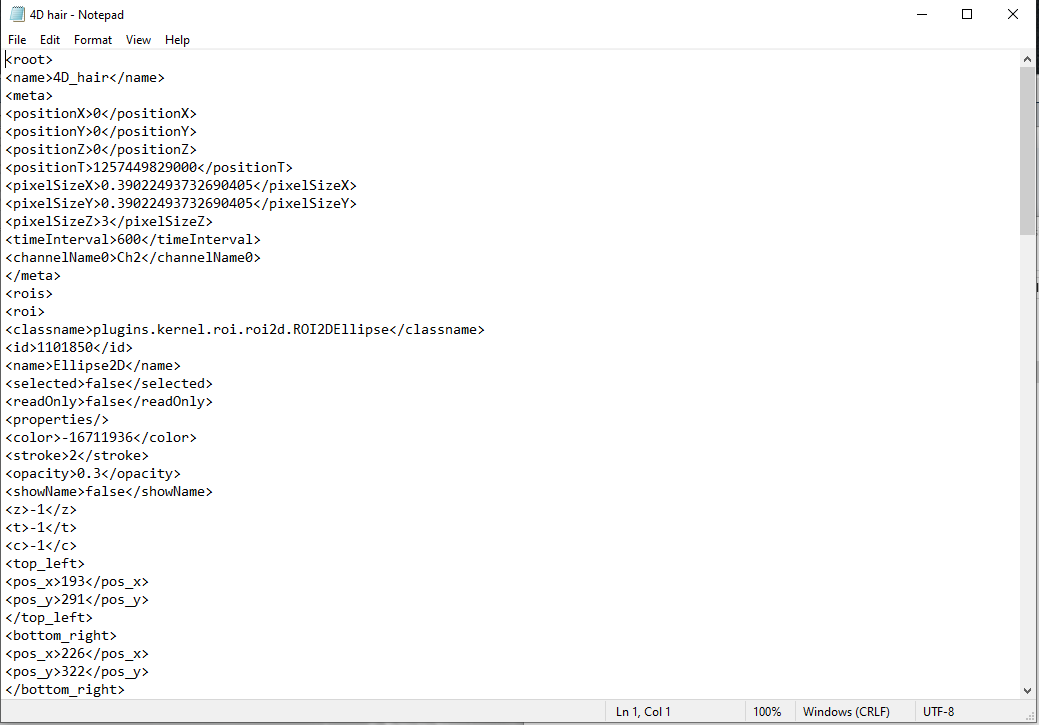 4D hair - Notepad
File Edit Format View Help
<root>
<name>4D_hair</name>
<meta>
<positionX>0</positionX>
<positionY>0</positionY>
<positionZ>0</positionZ>
<positionT>1257449829000</positionT>
<pixelSizeX>0.39022493732690405</pixelSizeX>
<pixelSizeY>0.39022493732690405</pixelSizeY>
<pixelSizeZ>3</pixelSizeZ>
<timeInterval>600</timeInterval>
<channelName0>Ch2</channelName0>
</meta>
<rois>
<roi>
<classname>plugins.kernel.roi.roi2d.ROI2DEllipse</classname>
<id>1101850</id>
<name>Ellipse2D</name>
<selected>false</selected>
<readOnly>false</readOnly>
<properties/>
<color>-16711936</color>
<stroke>2</stroke>
<opacity>0.3</opacity>
<showName>false</showName>
<z>-1</z>
<t>-1</t>
<c>-1</c>
<top_left>
<pos_x>193</pos_x>
<pos_y>291</pos_y>
</top_left>
<bottom_right>
<pos_x>226</pos_x>
<pos_y>322</pos_y>
</bottom_right>
Ln 1, Col 1 100% Windows (CRLF) UTF-8